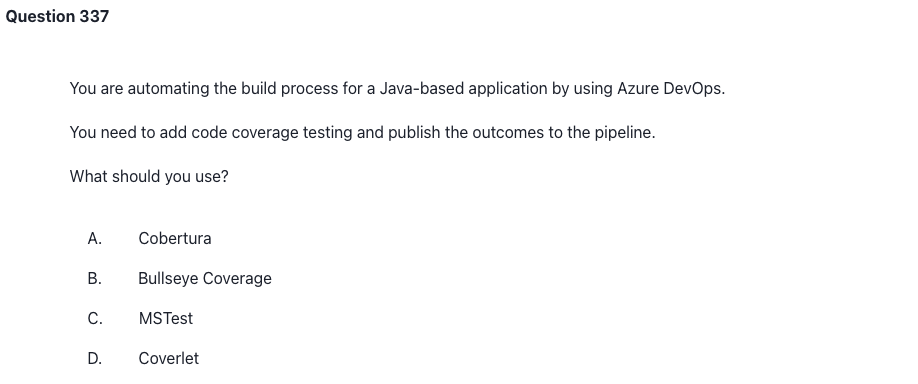 Question 337
You are automating the build process for a Java-based application by using Azure DevOps.
You need to add code coverage testing and publish the outcomes to the pipeline.
What should you use?
A. Cobertura
B. Bullseye Coverage
C. MSTest
D. Coverlet